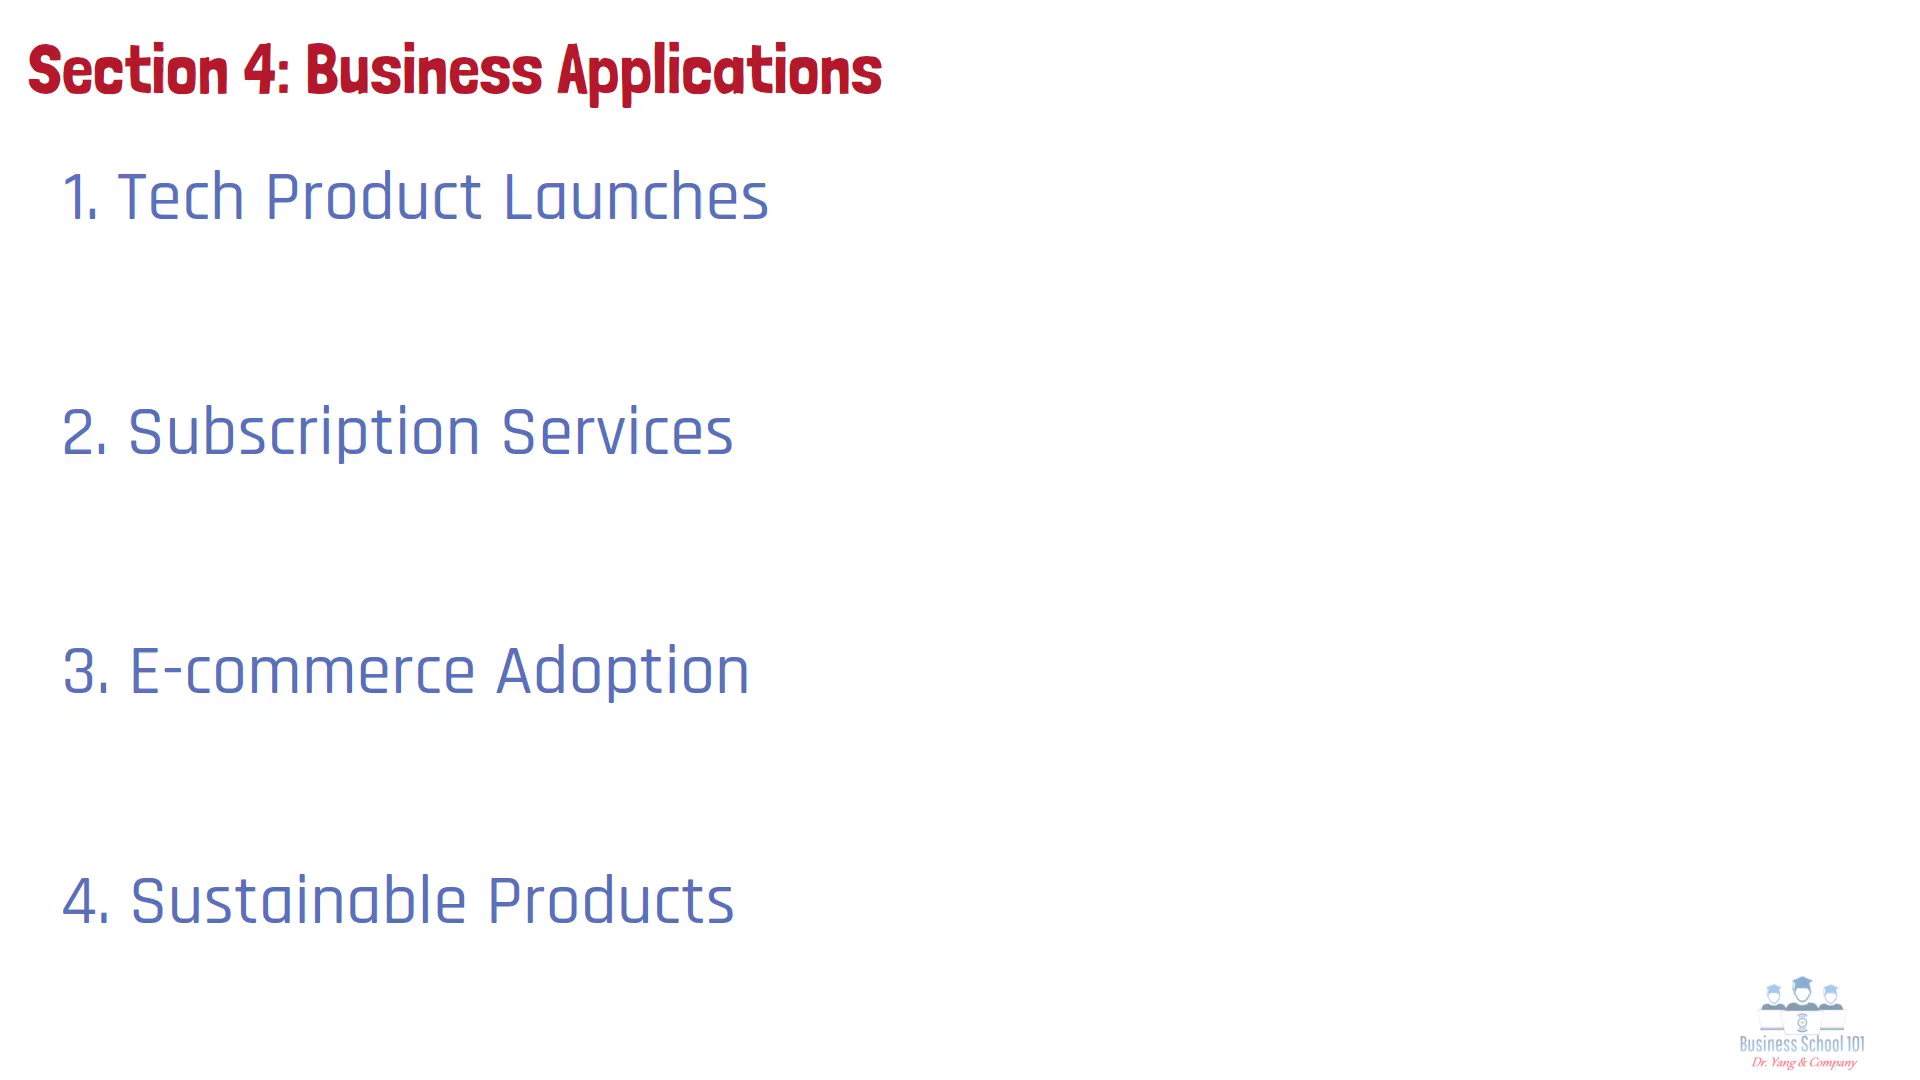 Section 4: Business Applications
1. Tech Product Launches
2. Subscription Services
3. E-commerce Adoption
4. Sustainable Products
Business School 101
Dr. Yang & Company